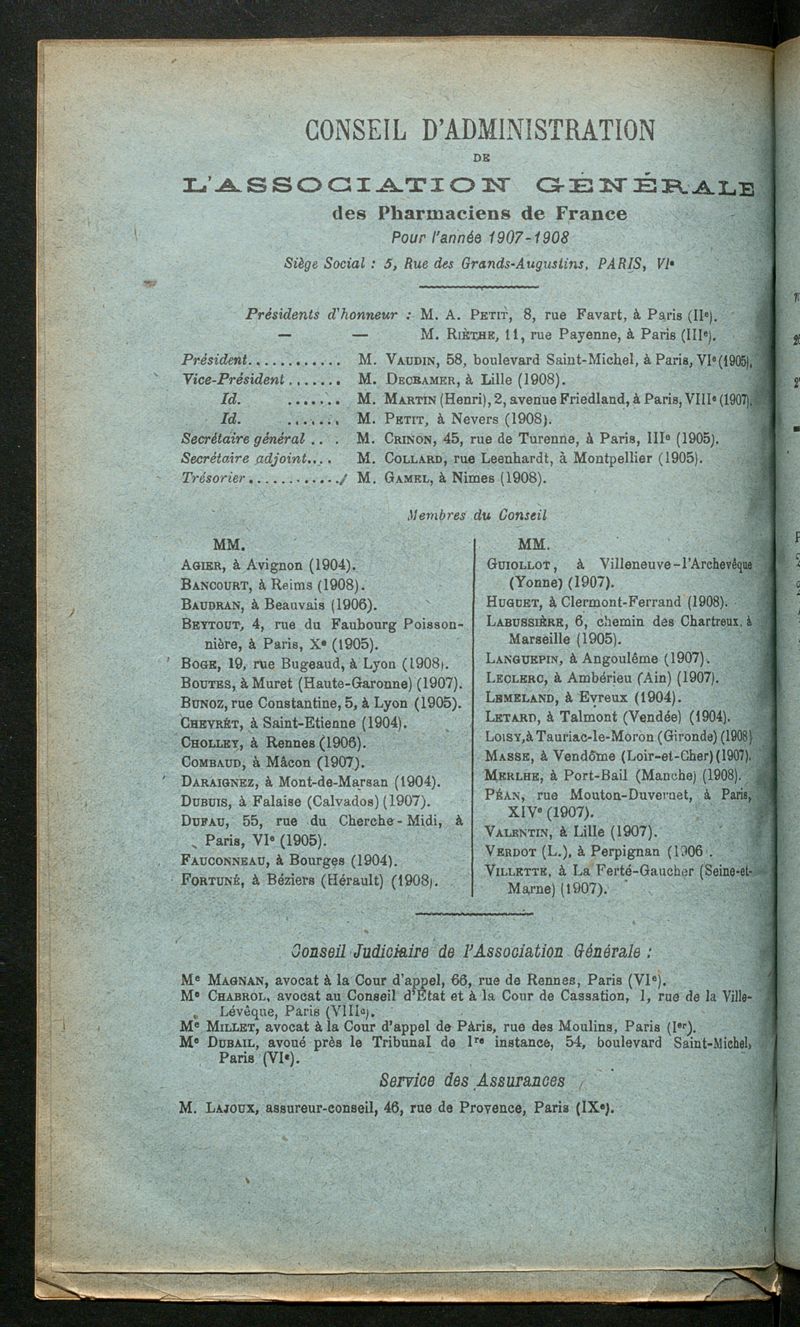 CONSEIL D'ADMINISTRATION
DE
L'ASSOCIATION GÉNÉRALE
des Pharmaciens de France
Pour l'année 1907-1908
Siège Social : 5, Rue des Grands-Augustins, PARIS, VIe
Présidents d'honneur : M. A. PETIT, 8, rue Favart, à Paris (IIe).
— — M. RIÈTHE, 11, rue Payenne, à Paris (IIIe).
Président............ M. VAUDIN, 58, boulevard Saint-Michel, à Paris, VIe (1905),
Vice-Président....... M. DECRAMER, à Lille (1908).
Id. ....... M. MARTIN (Henri), 2, avenue Friedland, à Paris, VIIIe (1907).
Id. ....... M. PETIT, à Nevers (1908).
Secrétaire général... M. CRINON, 45, rue de Turenne, à Paris, IIIe (1905).
Secrétaire adjoint.... M. COLLARD, rue Leenhardt, à Montpellier (1905).
Trésorier............ M. GAMEL, à Nimes (1908).
Membres du Conseil
MM.
AGIER, à Avignon (1904).
BANCOURT, à Reims (1908).
BAUDRAN, à Beauvais (1906).
BEYTOUT, 4, rue du Faubourg Poisson-
nière, à Paris, Xe (1905).
BOGE, 19, rue Bugeaud, à Lyon (1908).
BOUTES, à Muret (Haute-Garonne) (1907).
BUNOZ, rue Constantine, 5, à Lyon (1905).
CHEVRÊT, à Saint-Etienne (1904).
CHOLLEY, à Rennes (1906).
COMBAUD, à Mâcon (1907).
DARAIGNEZ, à Mont-de-Marsan (1904).
DUBUIS, à Falaise (Calvados) (1907).
DUFAU, 55, rue du Cherche-Midi, à
Paris, VIe (1905).
FAUCONNEAU, à Bourges (1904).
FORTUNÉ, à Béziers (Hérault) (1908).
MM.
GUIOLLOT, à Villeneuve-l'Archevêque
(Yonne) (1907).
HUGUET, à Clermont-Ferrand (1908).
LABUSSIÈRE, 6, chemin des Chartreux, à
Marseille (1905).
LANGUEPIN, à Angoulême (1907).
LECLERC, à Ambérieu (Ain) (1907).
LEMELAND, à Evreux (1904).
LETARD, à Talmont (Vendée) (1904).
LOISY, à Tauriac-le-Moron (Gironde) (1908)
MASSE, à Vendôme (Loir-et-Cher) (1907).
MERLHE, à Port-Bail (Manche) (1908).
PÉAN, rue Mouton-Duvernet, à Paris,
XIVe (1907).
VALENTIN, à Lille (1907).
VERDOT (L.), à Perpignan (1906.
VILLETTE, à La Ferté-Gaucher (Seine-et-
Marne) (1907).
Conseil Judiciaire de l'Association Générale :
Me MAGNAN, avocat à la Cour d'appel, 66, rue de Rennes, Paris (VIe).
Me CHABROL, avocat au Conseil d'Etat et à la Cour de Cassation, 1, rue de la Ville-
Lévêque, Paris (VIIIe).
Me MILLET, avocat à la Cour d'appel de Paris, rue des Moulins, Paris (Ier).
Me DUBAIL, avoué près le Tribunal de 1re instance, 54, boulevard Saint-Michel,
Paris (VIe).
Service des Assurances
M. LAJOUX, assureur-conseil, 46, rue de Provence, Paris (IXe).